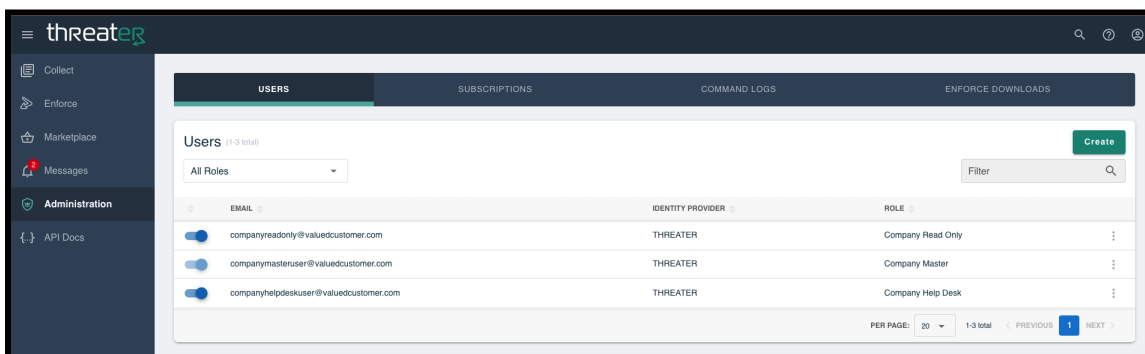 threater
Collect
Enforce
Marketplace
2
Messages
Administration
{..} API Docs
USERS SUBSCRIPTIONS COMMAND LOGS ENFORCE DOWNLOADS
Users (1-3 total) Create
All Roles Filter
EMAIL IDENTITY PROVIDER ROLE
companyreadonly@valuedcustomer.com THREATER Company Read Only
companymasteruser@valuedcustomer.com THREATER Company Master
companyhelpdeskuser@valuedcustomer.com THREATER Company Help Desk
PER PAGE: 20 1-3 total < PREVIOUS 1 NEXT >